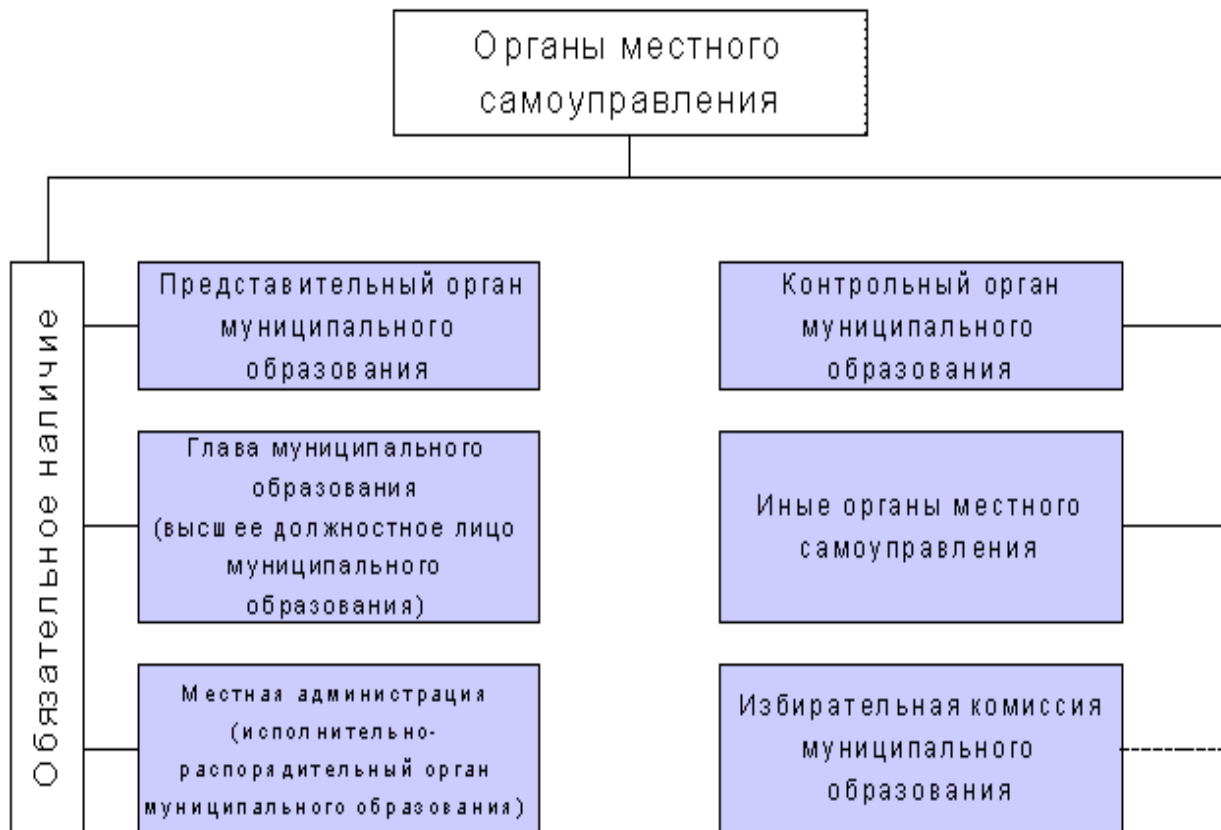 Органы местного
самоуправления
Обязательное наличие
Представительный орган
муниципального
образования
Глава муниципального
образования
(высшее должностное лицо
муниципального
образования)
Местная администрация
(исполнительно-
распорядительный орган
муниципального образования)
Контрольный орган
муниципального
образования
Иные органы местного
самоуправления
Избирательная комиссия
муниципального
образования